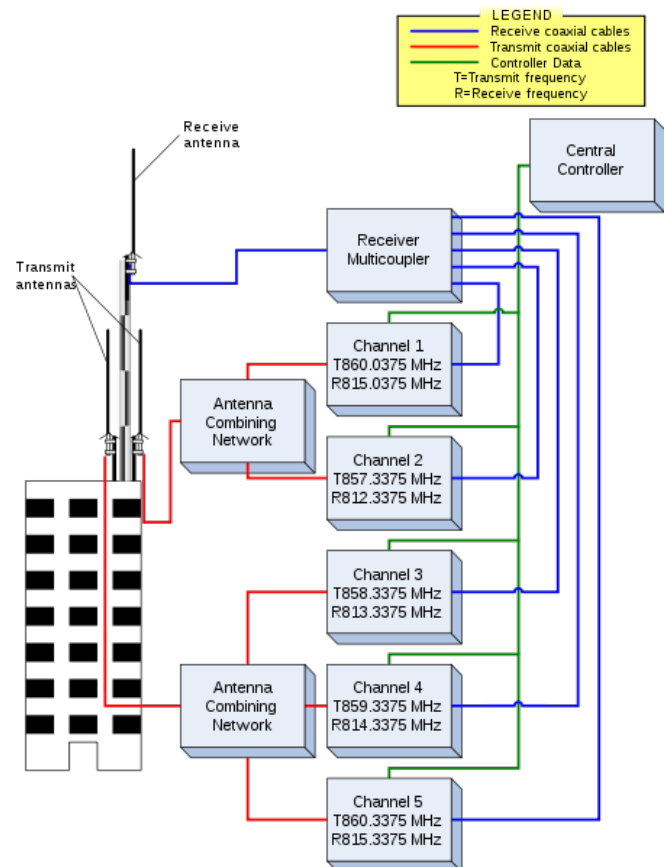 LEGEND
Receive coaxial cables
Transmit coaxial cables
Controller Data
T=Transmit frequency
R=Receive frequency
Receive
antenna
Central
Controller
Receiver
Multicoupler
Transmit
antennas
Channel 1
T860.0375 MHz
R815.0375 MHz
Antenna
Combining
Network
Channel 2
T857.3375 MHz
R812.3375 MHz
Channel 3
T858.3375 MHz
R813.3375 MHz
Antenna
Combining
Network
Channel 4
T859.3375 MHz
R814.3375 MHz
Channel 5
T860.3375 MHz
R815.3375 MHz